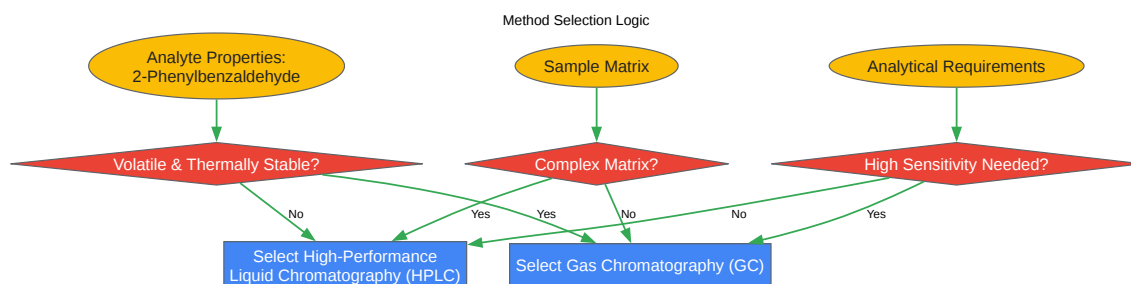 Method Selection Logic
Analyte Properties:
2-Phenylbenzaldehyde
Sample Matrix
Analytical Requirements
Volatile & Thermally Stable?
Complex Matrix?
High Sensitivity Needed?
No
Yes
Yes
No
No
Yes
Select High-Performance
Liquid Chromatography (HPLC)
Select Gas Chromatography (GC)